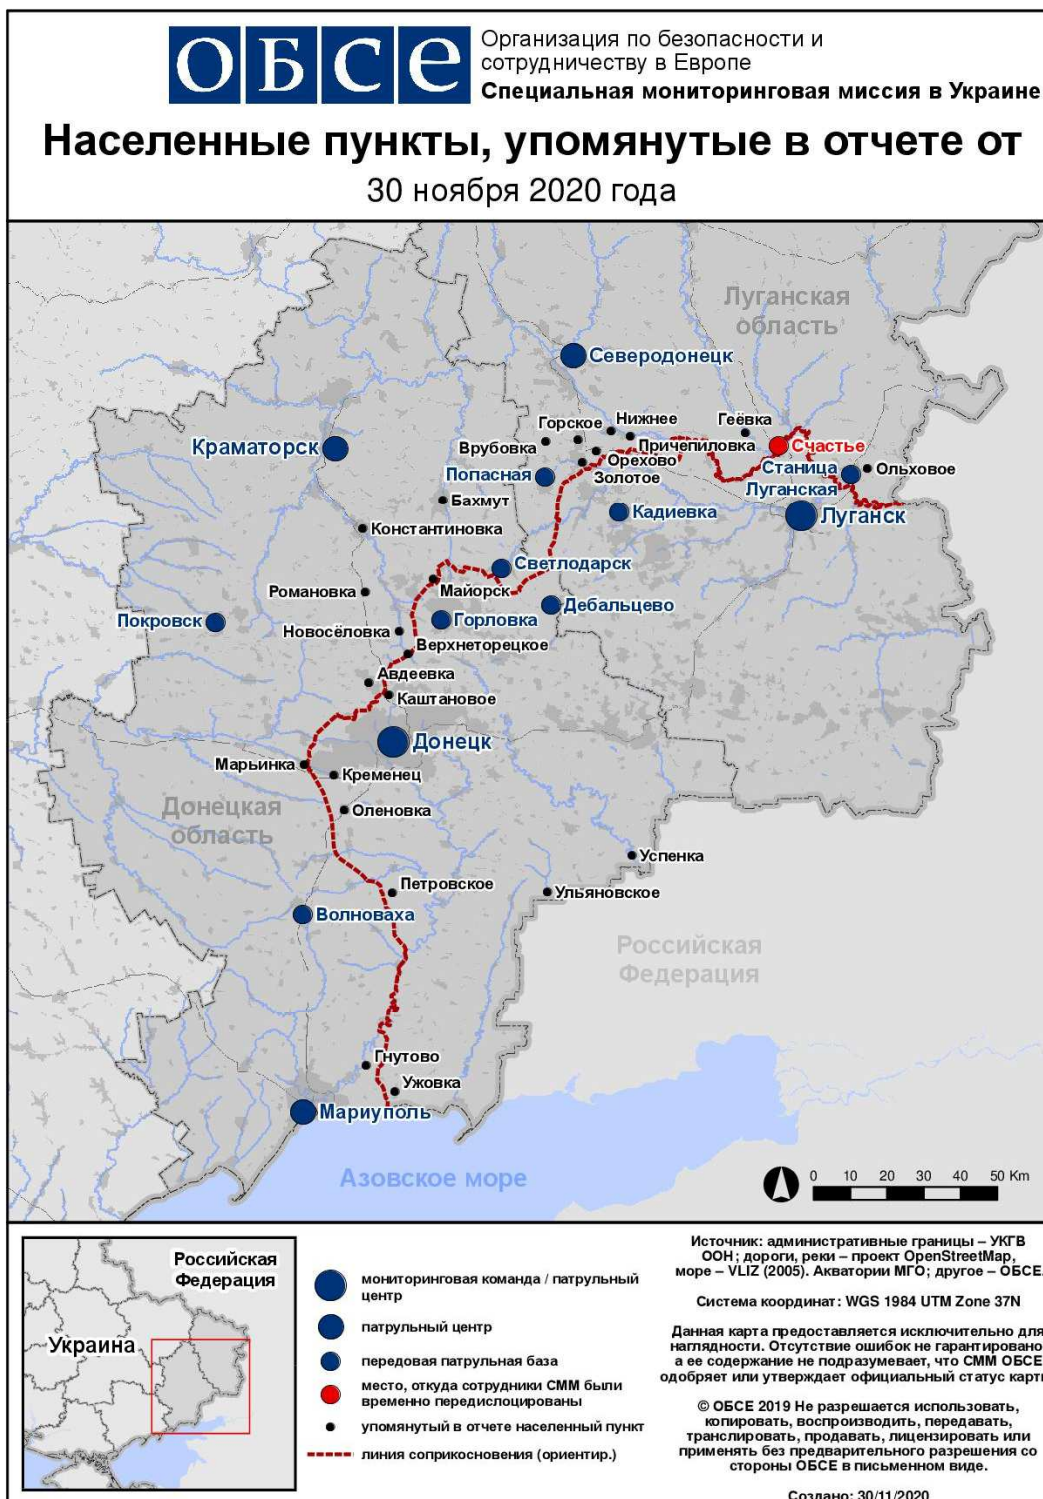 ОБСЕ
Организация по безопасности и
сотрудничеству в Европе
Специальная мониторинговая миссия в Украине
Населенные пункты, упомянутые в отчете от
30 ноября 2020 года
Луганская
область
Северодонецк
Горское
Нижнее
Геёвка
Краматорск
Врубовка
Причепиловка
Счастье
Орехово
Попасная
Золотое
Станица
Луганская
Ольховое
Бахмут
Кадиевка
Луганск
Константиновка
Светлодарск
Майорск
Романовка
Дебальцево
Покровск
Горловка
Новосёловка
Верхнеторецкое
Авдеевка
Каштановое
Донецк
Марьинка
Кременец
Донецкая
область
Оленовка
Успенка
Петровское
Ульяновское
Волноваха
Российская
Федерация
Гнутово
Ужовка
Мариуполь
Азовское море
0 10 20 30 40 50 Km
Российская
Федерация
Украина
мониторинговая команда / патрульный
центр
патрульный центр
передовая патрульная база
место, откуда сотрудники СММ были
временно передислоцированы
упомянутый в отчете населенный пункт
линия соприкосновения (ориентир.)
Источник: административные границы – УКГВ
ООН; дороги, реки – проект OpenStreetMap,
море – VLIZ (2005). Акватории МГО; другое – ОБСЕ.
Система координат: WGS 1984 UTM Zone 37N
Данная карта предоставляется исключительно для
наглядности. Отсутствие ошибок не гарантировано
а ее содержание не подразумевает, что СММ ОБСЕ
одобряет или утверждает официальный статус карт
© ОБСЕ 2019 Не разрешается использовать,
копировать, воспроизводить, передавать,
транслировать, продавать, лицензировать или
применять без предварительного разрешения со
стороны ОБСЕ в письменном виде.
Создано: 30/11/2020